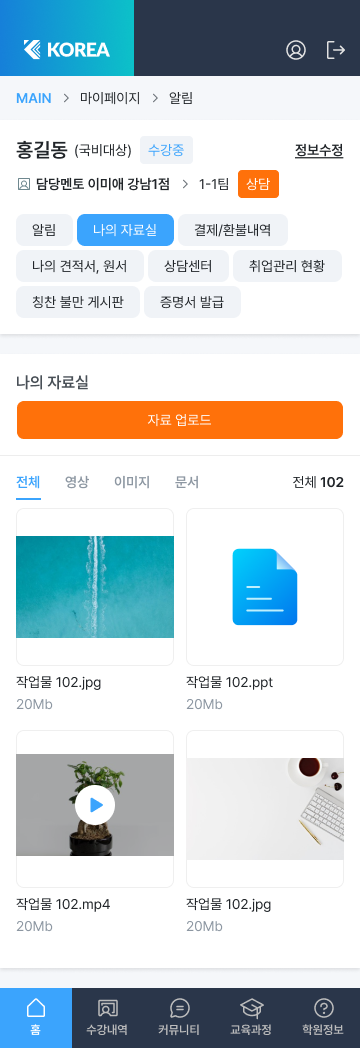 KOREA
MAIN > 마이페이지 > 알림
홍길동 (국비대상) 수강중 정보수정
담당멘토 이미애 강남1점 > 1-1팀 상담
알림 나의 자료실 결제/환불내역
나의 견적서, 원서 상담센터 취업관리 현황
칭찬 불만 게시판 증명서 발급
나의 자료실
자료 업로드
전체 영상 이미지 문서 전체 102
작업물 102.jpg 작업물 102.ppt
20Mb 20Mb
작업물 102.mp4 작업물 102.jpg
20Mb 20Mb
홈 수강내역 커뮤니티 교육과정 학원정보